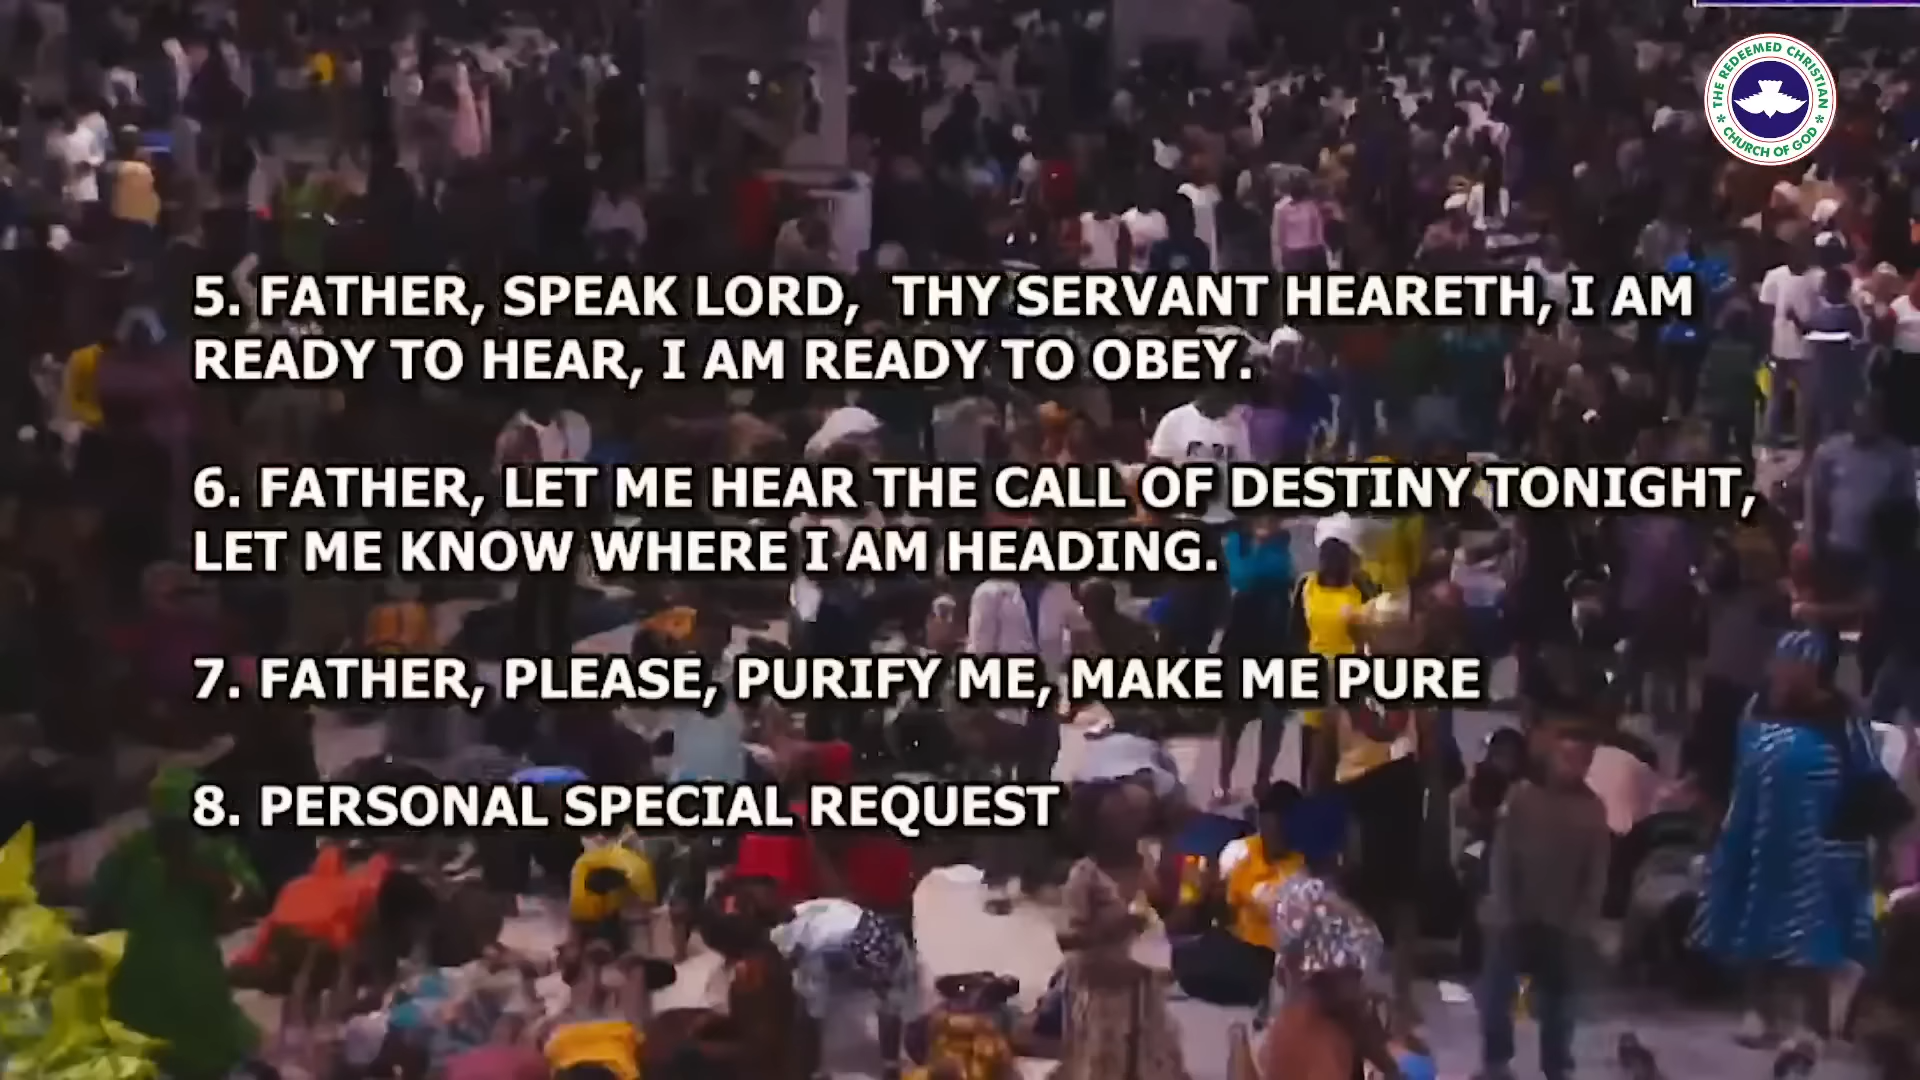 THE REDEEMED CHRISTIAN
CHURCH OF GOD
5. FATHER, SPEAK LORD,  THY SERVANT HEARETH, I AM
READY TO HEAR, I AM READY TO OBEY.
6. FATHER, LET ME HEAR THE CALL OF DESTINY TONIGHT,
LET ME KNOW WHERE I AM HEADING.
7. FATHER, PLEASE, PURIFY ME, MAKE ME PURE
8. PERSONAL SPECIAL REQUEST